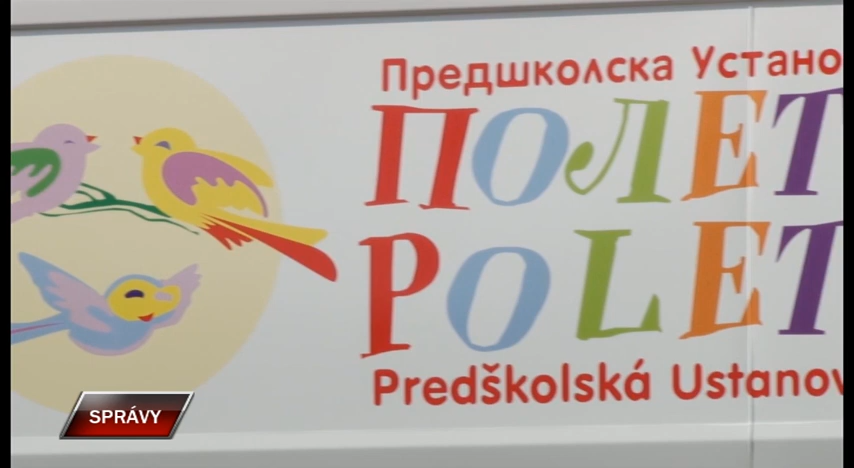 Предшколска Устано
ПОЛЕТ
POLET
Predškolská Ustanov
SPRÁVY